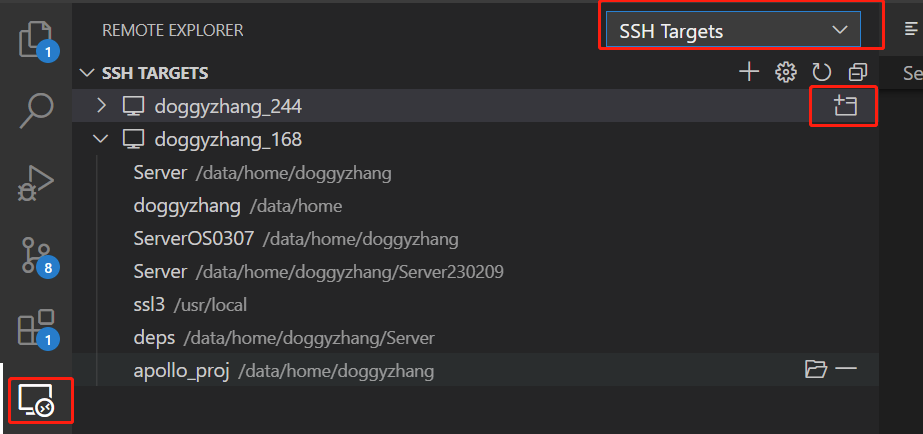 REMOTE EXPLORER
SSH Targets
SSH TARGETS
Se
1
doggyzhang_244
doggyzhang_168
Server /data/home/doggyzhang
doggyzhang /data/home
ServerOS0307 /data/home/doggyzhang
8
Server /data/home/doggyzhang/Server230209
ssl3 /usr/local
1
deps /data/home/doggyzhang/Server
apollo_proj /data/home/doggyzhang